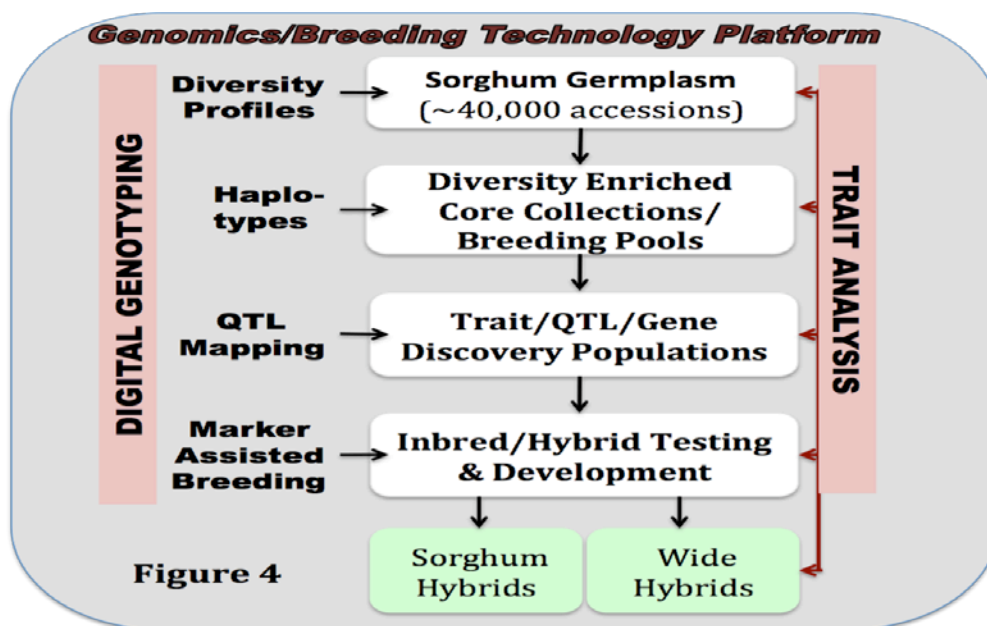 Genomics/Breeding Technology Platform
DIGITAL GENOTYPING
Diversity
Profiles
Sorghum Germplasm
(~40,000 accessions)
Haplo-
types
Diversity Enriched
Core Collections/
Breeding Pools
QTL
Mapping
Trait/QTL/Gene
Discovery Populations
Marker
Assisted
Breeding
Inbred/Hybrid Testing
& Development
Sorghum
Hybrids
Wide
Hybrids
TRAIT ANALYSIS
Figure 4